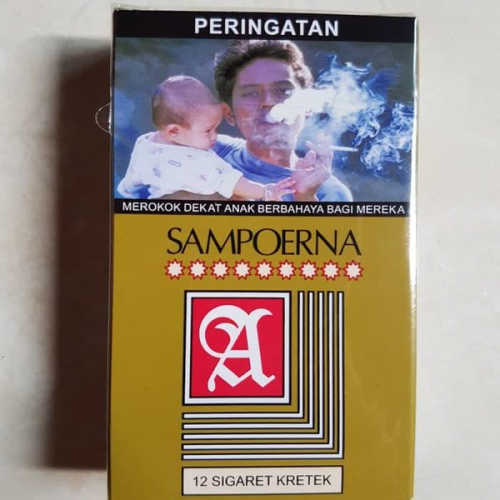 PERINGATAN
MEROKOK DEKAT ANAK BERBAHAYA BAGI MEREKA
SAMPOERNA
A
12 SIGARET KRETEK